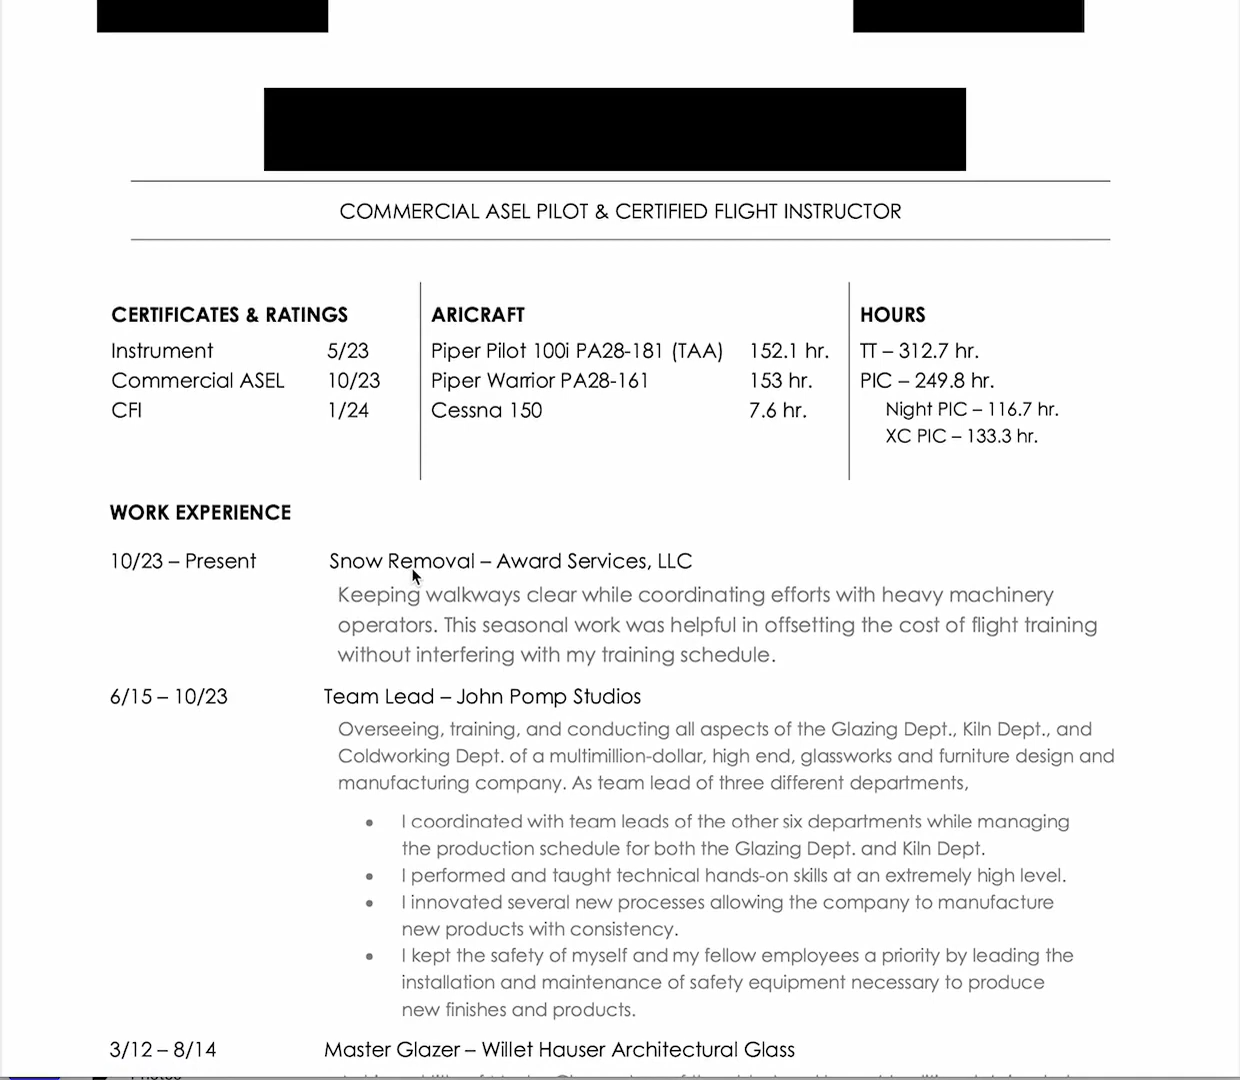 COMMERCIAL ASEL PILOT & CERTIFIED FLIGHT INSTRUCTOR
CERTIFICATES & RATINGS
Instrument 5/23
Commercial ASEL 10/23
CFI 1/24
ARICRAFT
Piper Pilot 100i PA28-181 (TAA) 152.1 hr.
Piper Warrior PA28-161 153 hr.
Cessna 150 7.6 hr.
HOURS
TT – 312.7 hr.
PIC – 249.8 hr.
Night PIC – 116.7 hr.
XC PIC – 133.3 hr.
WORK EXPERIENCE
10/23 – Present Snow Removal – Award Services, LLC
Keeping walkways clear while coordinating efforts with heavy machinery
operators. This seasonal work was helpful in offsetting the cost of flight training
without interfering with my training schedule.
6/15 – 10/23 Team Lead – John Pomp Studios
Overseeing, training, and conducting all aspects of the Glazing Dept., Kiln Dept., and
Coldworking Dept. of a multimillion-dollar, high end, glassworks and furniture design and
manufacturing company. As team lead of three different departments,
• I coordinated with team leads of the other six departments while managing
the production schedule for both the Glazing Dept. and Kiln Dept.
• I performed and taught technical hands-on skills at an extremely high level.
• I innovated several new processes allowing the company to manufacture
new products with consistency.
• I kept the safety of myself and my fellow employees a priority by leading the
installation and maintenance of safety equipment necessary to produce
new finishes and products.
3/12 – 8/14 Master Glazer – Willet Hauser Architectural Glass